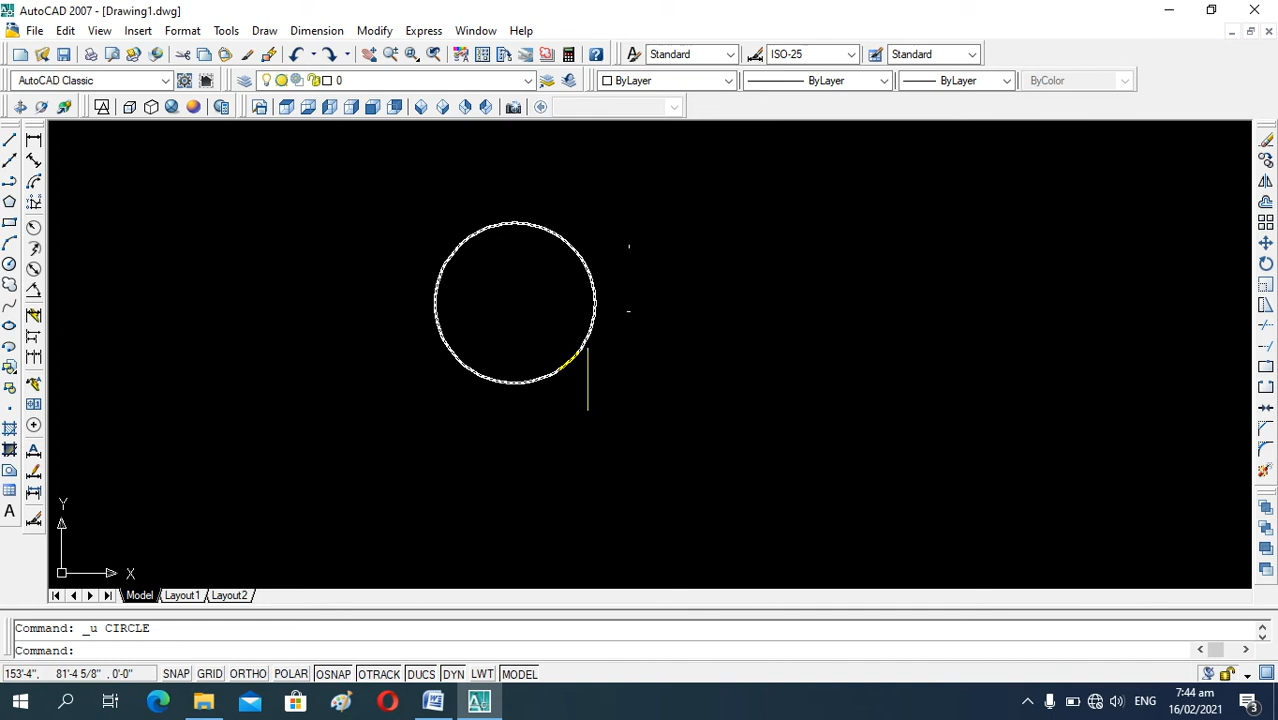 AutoCAD 2007 - [Drawing1.dwg]
File Edit View Insert Format Tools Draw Dimension Modify Express Window Help
Standard ISO-25 Standard
AutoCAD Classic 0 ByLayer ByLayer ByLayer ByColor
A
A
Y
X
Model Layout1 Layout2
Command: _u CIRCLE
Command:
153'-4", 81'-4 5/8" , 0'-0" SNAP GRID ORTHO POLAR OSNAP OTRACK DUCS DYN LWT MODEL
ENG 7:44 am
16/02/2021 3